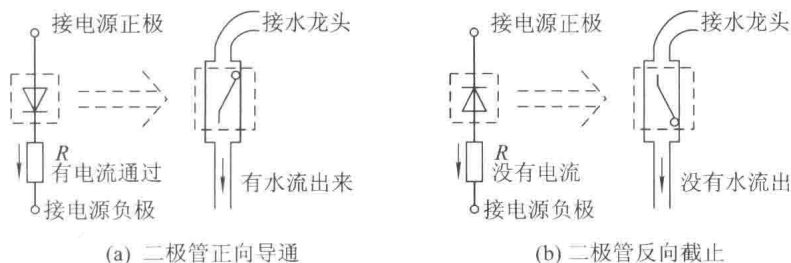 接电源正极
接水龙头
R
有电流通过
有水流出来
接电源负极
(a) 二极管正向导通
接电源正极
接水龙头
R
没有电流
没有水流出
接电源负极
(b) 二极管反向截止